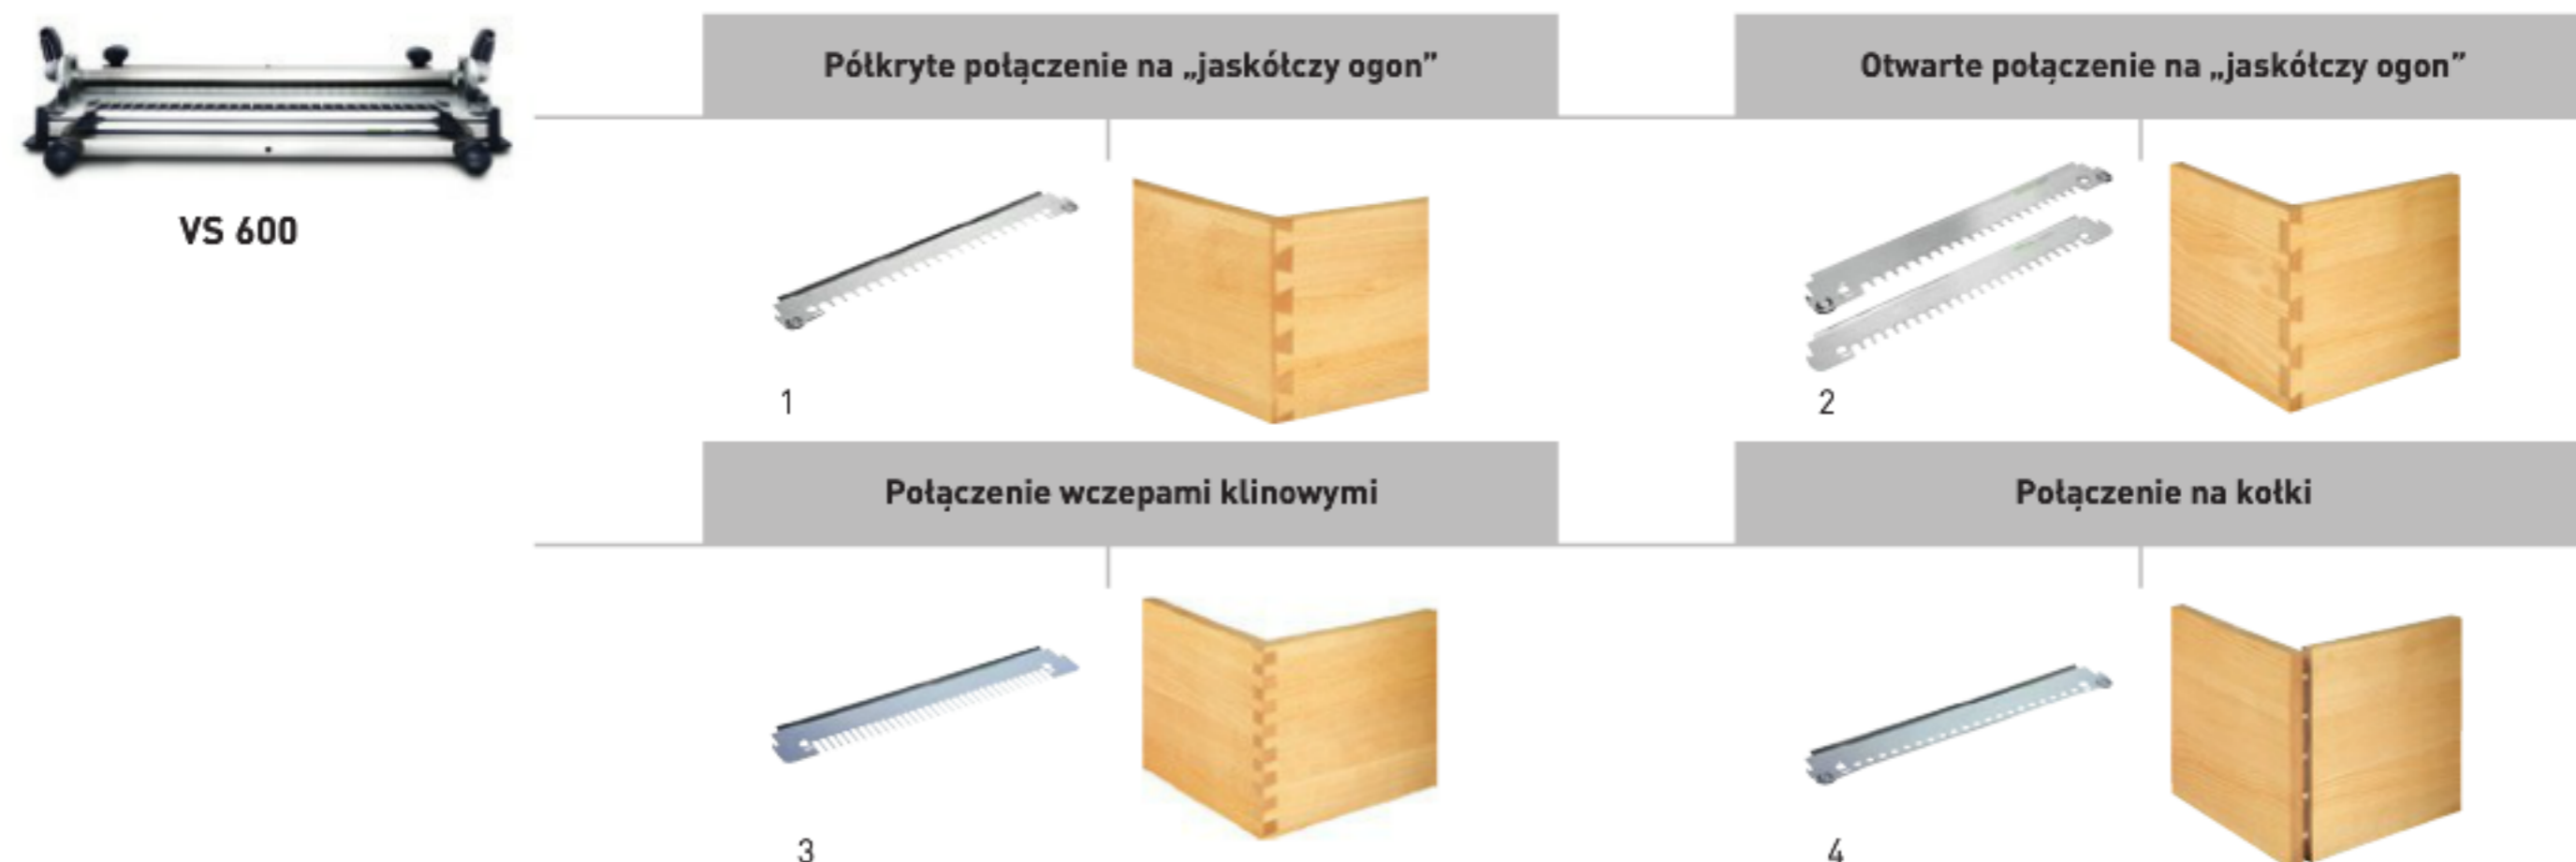 Półkryte połączenie na „jaskółczy ogon”
Otwarte połączenie na „jaskółczy ogon”
VS 600
1
2
Połączenie wczepami klinowymi
Połączenie na kołki
3
4